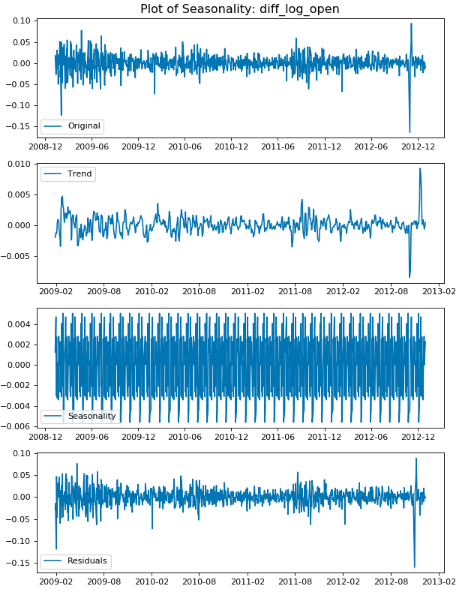 Plot of Seasonality: diff_log_open
0.10
0.05
0.00
−0.05
−0.10
−0.15
Original
2008-12 2009-06 2009-12 2010-06 2010-12 2011-06 2011-12 2012-06 2012-12
0.010
0.005
0.000
−0.005
Trend
2009-02 2009-08 2010-02 2010-08 2011-02 2011-08 2012-02 2012-08 2013-02
0.004
0.002
0.000
−0.002
−0.004
−0.006
Seasonality
2008-12 2009-06 2009-12 2010-06 2010-12 2011-06 2011-12 2012-06 2012-12
0.10
0.05
0.00
−0.05
−0.10
−0.15
Residuals
2009-02 2009-08 2010-02 2010-08 2011-02 2011-08 2012-02 2012-08 2013-02